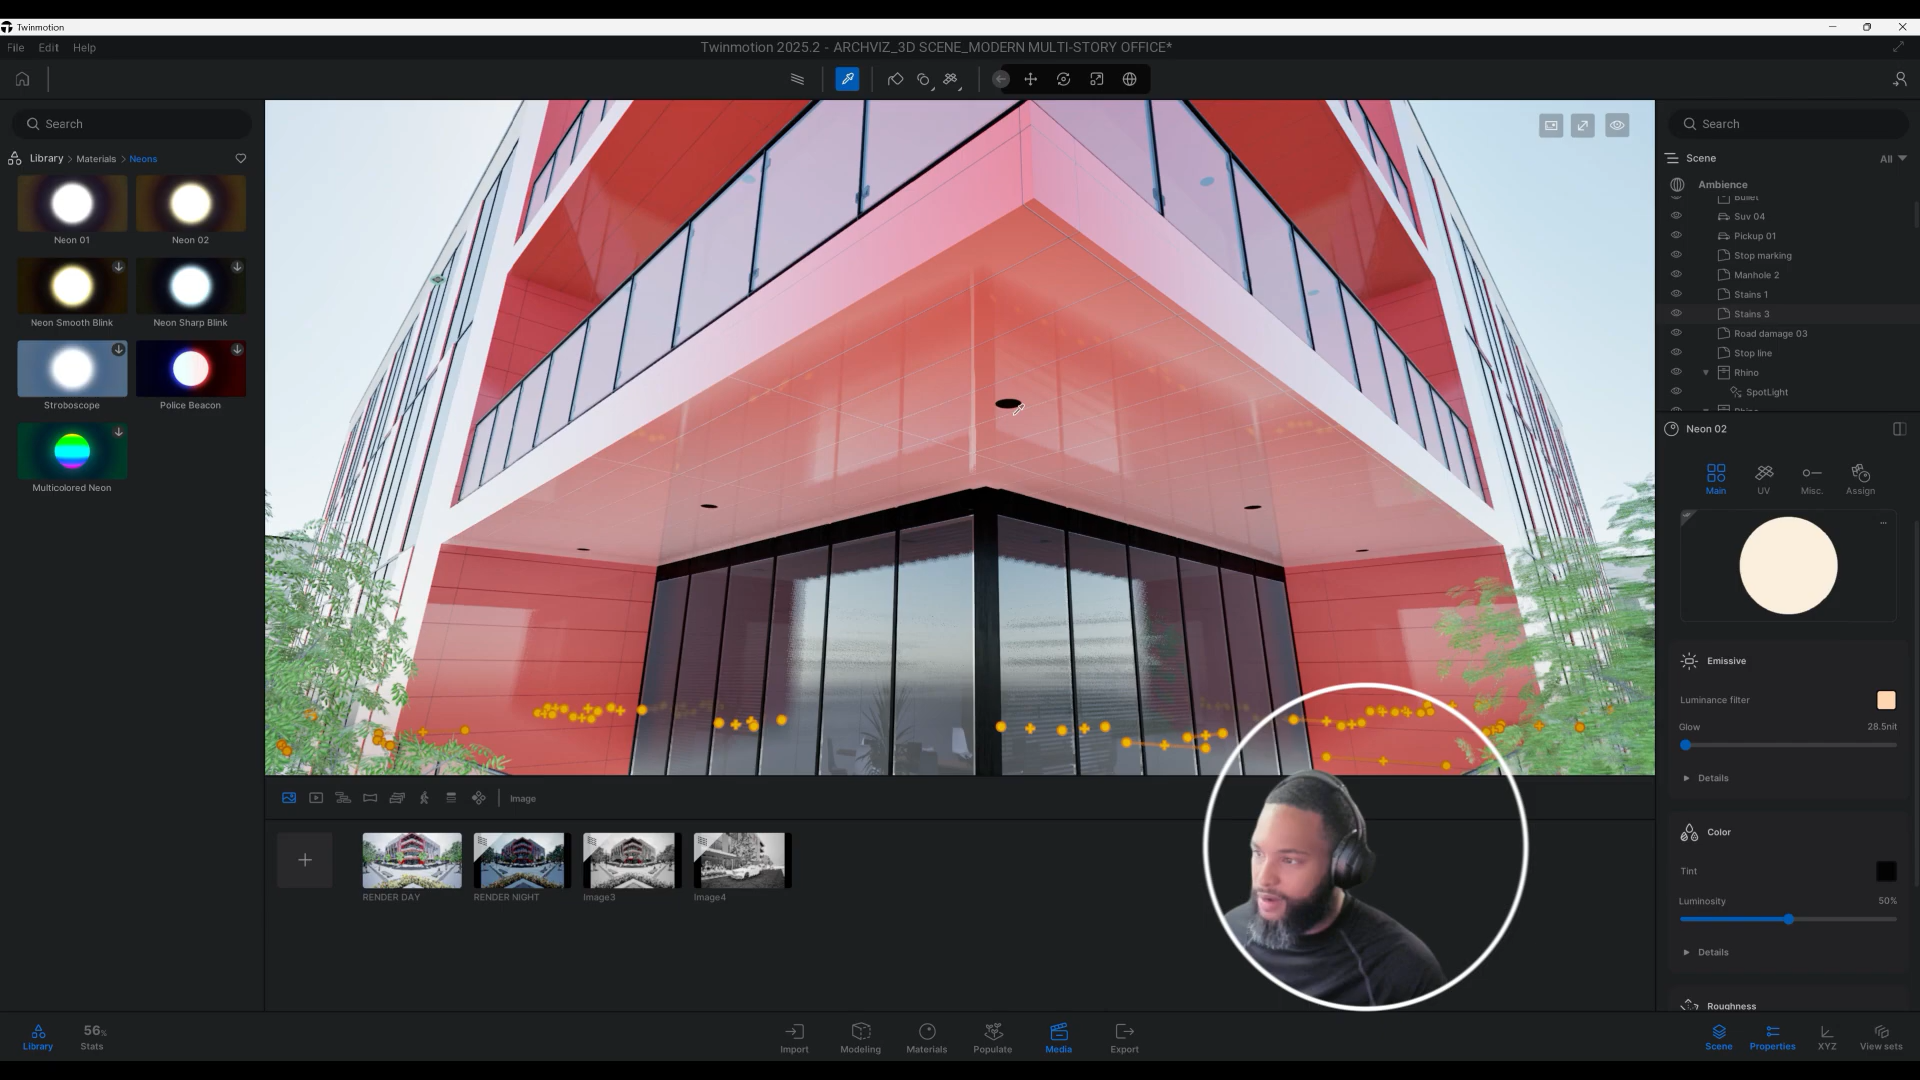 Twinmotion
File Edit Help
Twinmotion 2025.2 - ARCHVIZ_3D SCENE_MODERN MULTI-STORY OFFICE*
Search
Library > Materials > Neons
Neon 01
Neon 02
Neon Smooth Blink
Neon Sharp Blink
Stroboscope
Police Beacon
Multicolored Neon
Image
RENDER DAY
RENDER NIGHT
Image3
Image4
Search
Scene
All
Ambience
Bullet
Suv 04
Pickup 01
Stop marking
Manhole 2
Stains 1
Stains 3
Road damage 03
Stop line
Rhino
SpotLight
Neon 02
Main
UV
Misc.
Assign
Emissive
Luminance filter
Glow 28.5nit
Details
Color
Tint
Luminosity 50%
Details
Roughness
Library
56%
Stats
Import
Modeling
Materials
Populate
Media
Export
Scene
Properties
XYZ
View sets